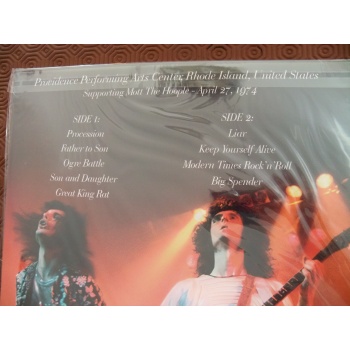 Providence Performing Arts Center, Rhode Island, United States
Supporting Mott The Hoople - April 27, 1974
SIDE 1:
Procession
Father to Son
Ogre Battle
Son and Daughter
Great King Rat
SIDE 2:
Liar
Keep Yourself Alive
Modern Times Rock'n'Roll
Big Spender